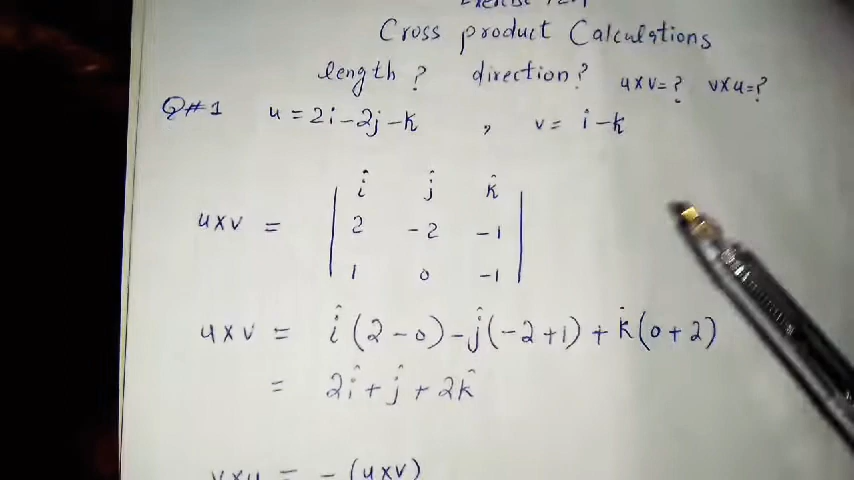 Cross product Calculations
length ? direction ? u×v=? v×u=?
Q#1 u = 2i-2j-k , v = i-k
î ĵ k̂
2 -2 -1
u×v =
1 0 -1
u×v = î(2-0)-ĵ(-2+1)+k̂(0+2)
= 2î+ĵ+2k̂
v×u = -(u×v)